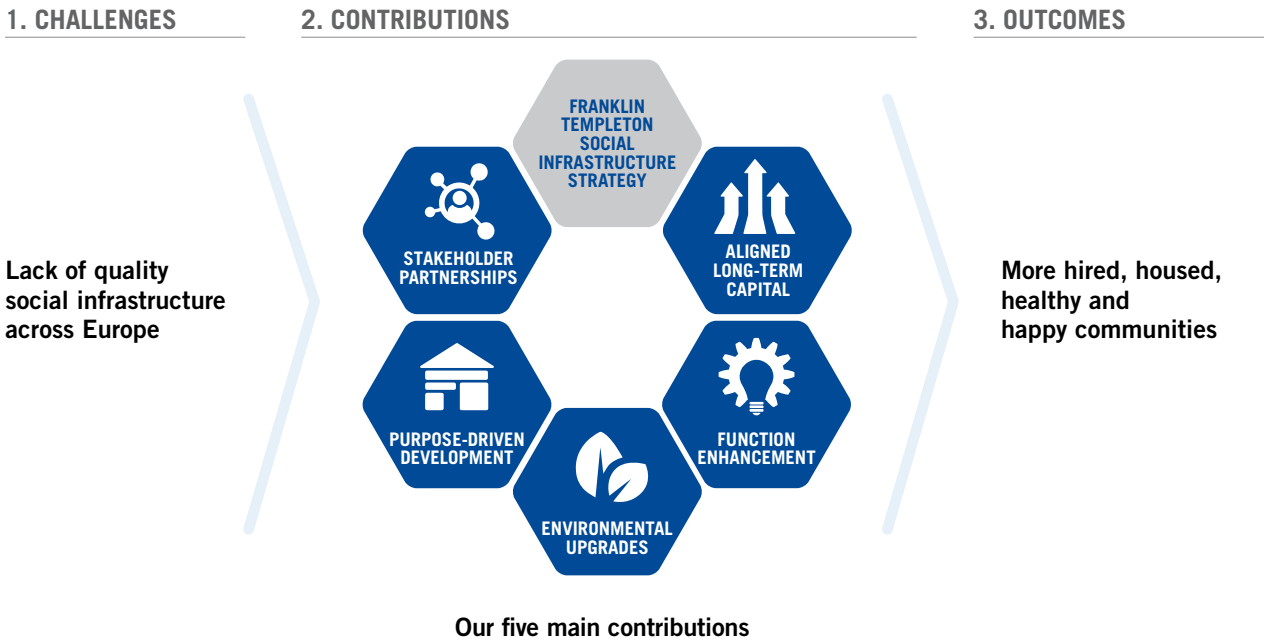 1. CHALLENGES
2. CONTRIBUTIONS
3. OUTCOMES
Lack of quality
social infrastructure
across Europe
FRANKLIN
TEMPLETON
SOCIAL
INFRASTRUCTURE
STRATEGY
STAKEHOLDER
PARTNERSHIPS
ALIGNED
LONG-TERM
CAPITAL
PURPOSE-DRIVEN
DEVELOPMENT
FUNCTION
ENHANCEMENT
ENVIRONMENTAL
UPGRADES
Our five main contributions
More hired, housed,
healthy and
happy communities